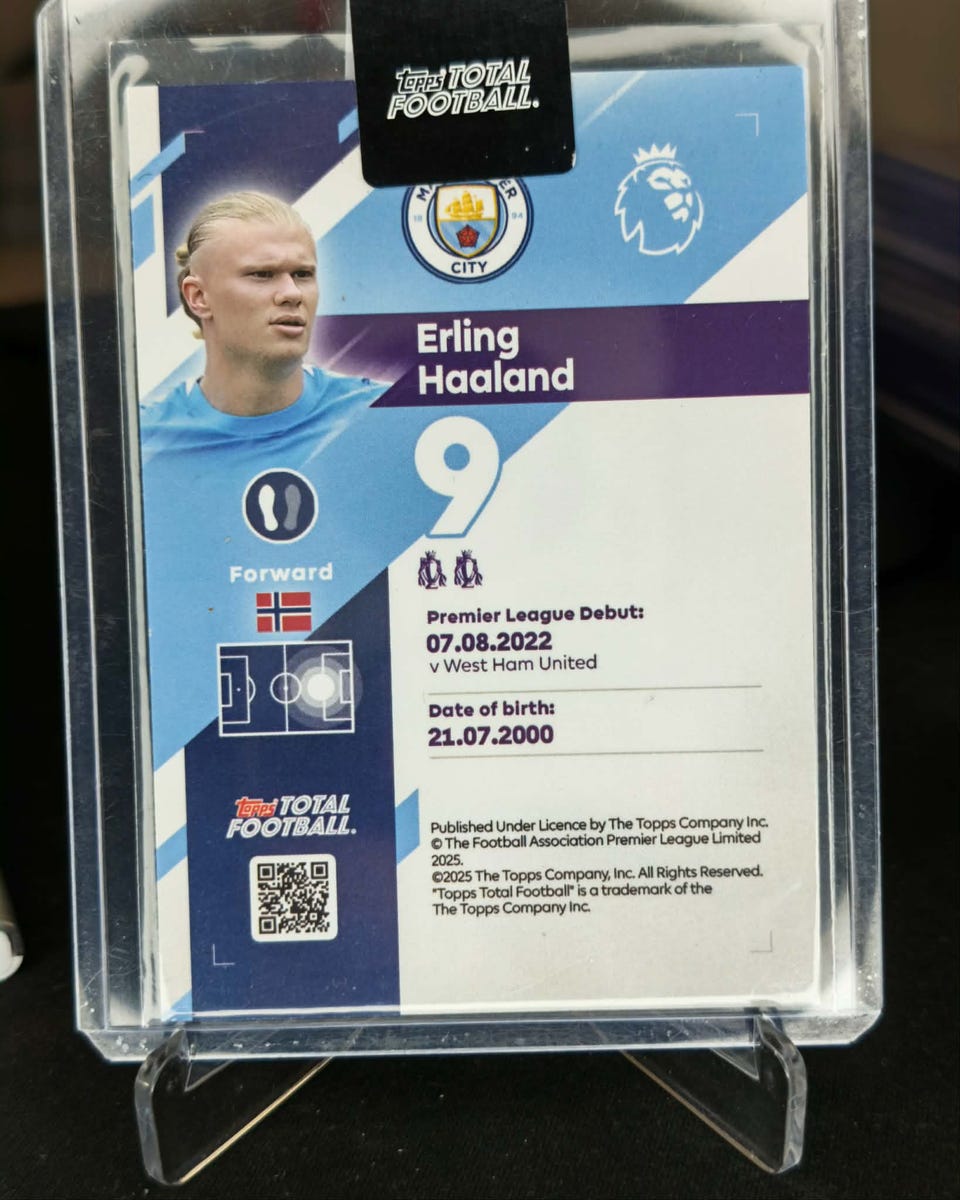 topps TOTAL
FOOTBALL.
18 94
CITY
Erling
Haaland
9
Forward
Premier League Debut:
07.08.2022
v West Ham United
Date of birth:
21.07.2000
topps TOTAL
FOOTBALL.
Published Under Licence by The Topps Company Inc.
© The Football Association Premier League Limited
2025.
©2025 The Topps Company, Inc. All Rights Reserved.
"Topps Total Football" is a trademark of the
The Topps Company Inc.